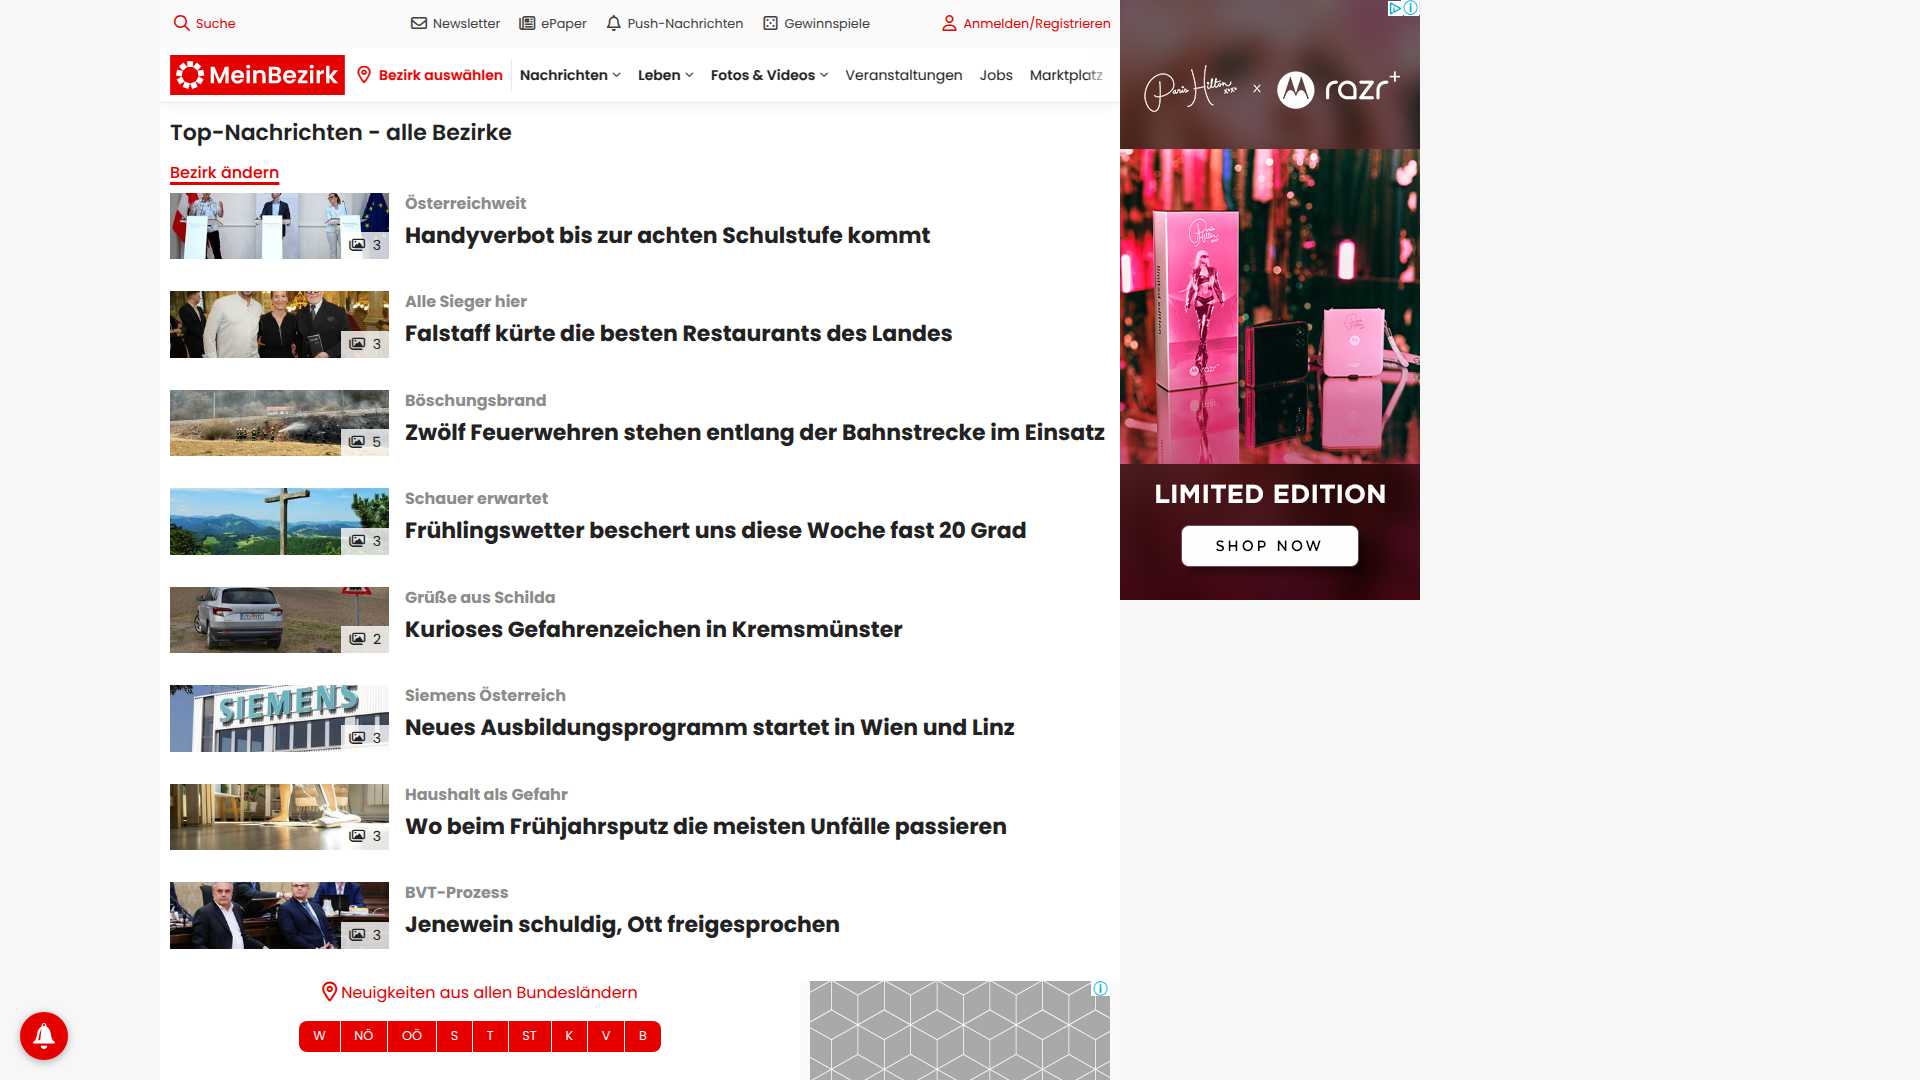 Suche
Newsletter
ePaper
Push-Nachrichten
Gewinnspiele
Anmelden/Registrieren
MeinBezirk
Bezirk auswählen
Nachrichten
Leben
Fotos & Videos
Veranstaltungen
Jobs
Marktplatz
Top-Nachrichten - alle Bezirke
Bezirk ändern
3
Österreichweit
Handyverbot bis zur achten Schulstufe kommt
3
Alle Sieger hier
Falstaff kürte die besten Restaurants des Landes
5
Böschungsbrand
Zwölf Feuerwehren stehen entlang der Bahnstrecke im Einsatz
3
Schauer erwartet
Frühlingswetter beschert uns diese Woche fast 20 Grad
2
Grüße aus Schilda
Kurioses Gefahrenzeichen in Kremsmünster
SIEMENS
3
Siemens Österreich
Neues Ausbildungsprogramm startet in Wien und Linz
3
Haushalt als Gefahr
Wo beim Frühjahrsputz die meisten Unfälle passieren
3
BVT-Prozess
Jenewein schuldig, Ott freigesprochen
Neuigkeiten aus allen Bundesländern
W NÖ OÖ S T ST K V B
Paris Hilton x razr+
LIMITED EDITION
SHOP NOW